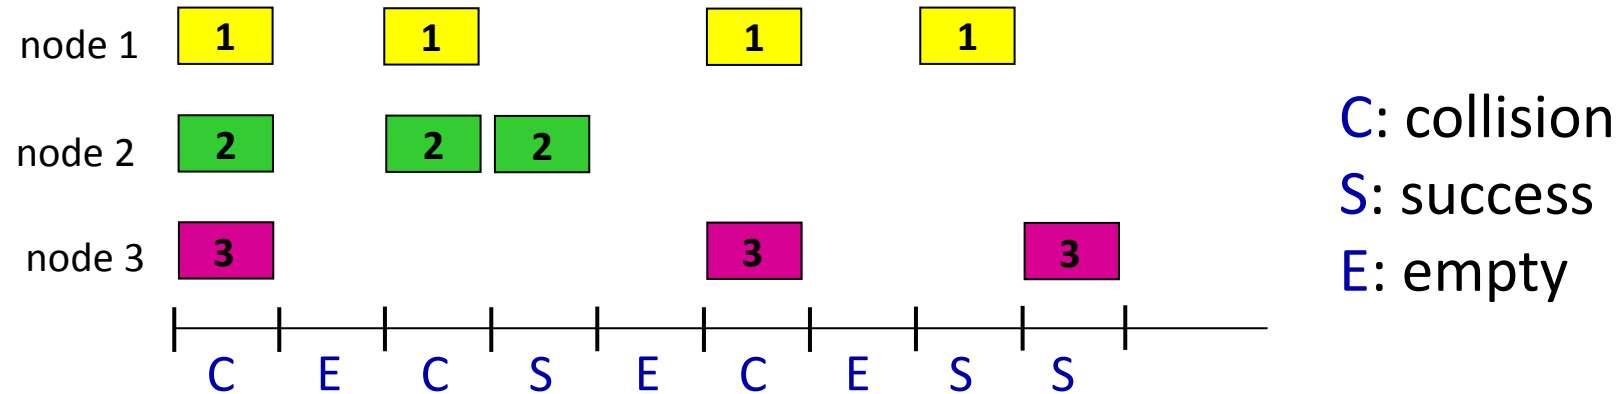 node 1 1 1 1 1
node 2 2 2 2
node 3 3 3 3
C E C S E C E S S
C: collision
S: success
E: empty